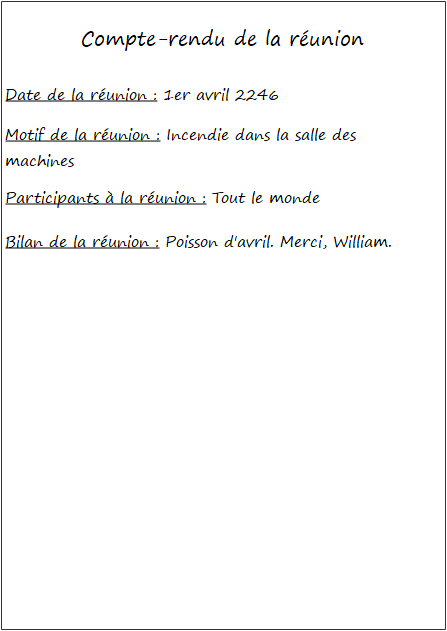 Compte-rendu de la réunion
Date de la réunion : 1er avril 2246
Motif de la réunion : Incendie dans la salle des
machines
Participants à la réunion : Tout le monde
Bilan de la réunion : Poisson d'avril. Merci, William.